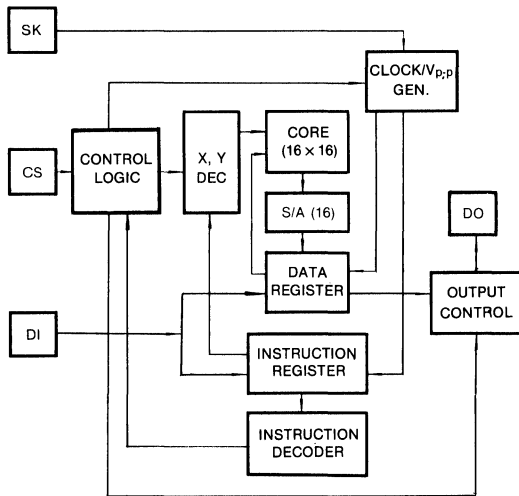 SK
CLOCK/Vp-p
GEN.
CS
CONTROL
LOGIC
X, Y
DEC
CORE
(16 × 16)
S/A (16)
DATA
REGISTER
DO
OUTPUT
CONTROL
DI
INSTRUCTION
REGISTER
INSTRUCTION
DECODER